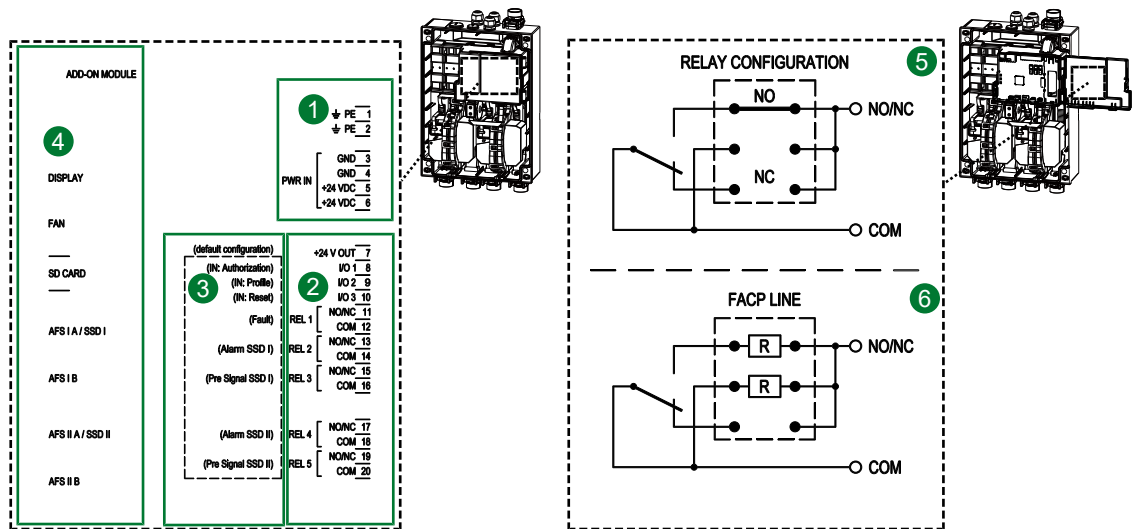 ADD-ON MODULE
4
DISPLAY
FAN
SD CARD
AFS I A / SSD I
AFS I B
AFS II A / SSD II
AFS II B
1
PE 1
PE 2
PWR IN
GND 3
GND 4
+24 VDC 5
+24 VDC 6
3
(default configuration)
(IN: Authorization)
(IN: Profile)
(IN: Reset)
(Fault)
(Alarm SSD I)
(Pre Signal SSD I)
(Alarm SSD II)
(Pre Signal SSD II)
2
+24 V OUT 7
I/O 1 8
I/O 2 9
I/O 3 10
REL 1
NO/NC 11
COM 12
REL 2
NO/NC 13
COM 14
REL 3
NO/NC 15
COM 16
REL 4
NO/NC 17
COM 18
REL 5
NO/NC 19
COM 20
RELAY CONFIGURATION
5
NO
NO/NC
NC
COM
FACP LINE
6
R
NO/NC
R
COM